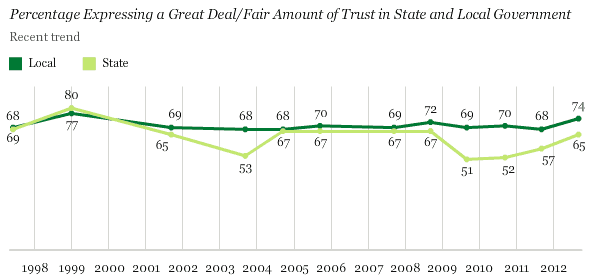 Percentage Expressing a Great Deal/Fair Amount of Trust in State and Local Government
Recent trend
Local State
80
68 69 68 68 70 69 72 69 70 68 74
69 77 65 53 67 67 67 67 51 52 57 65
1998 1999 2000 2001 2002 2003 2004 2005 2006 2007 2008 2009 2010 2011 2012